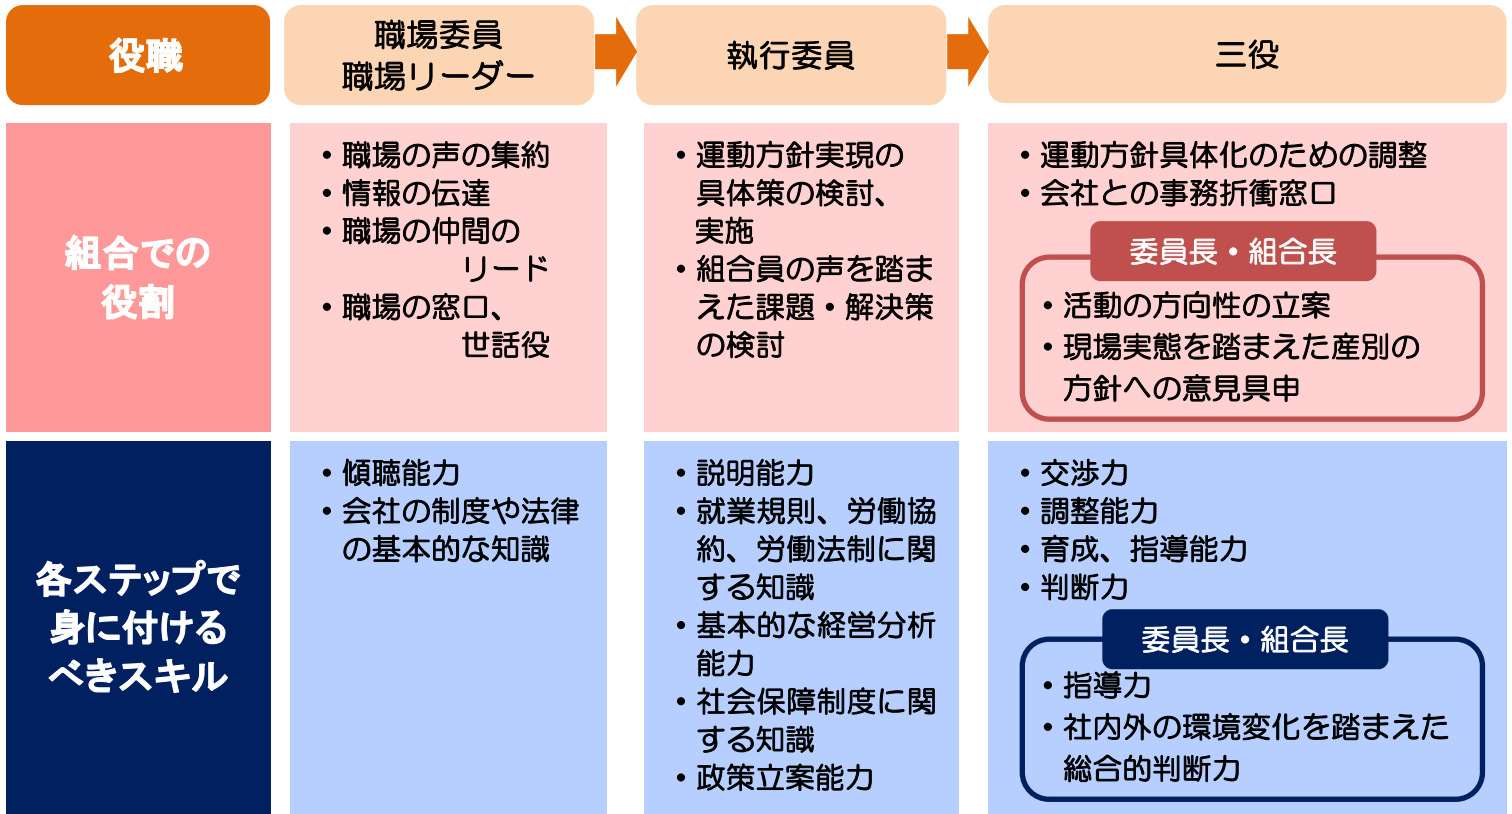 役職
職場委員
職場リーダー
執行委員
三役
組合での
役割
・職場の声の集約
・情報の伝達
・職場の仲間の
リード
・職場の窓口、
世話役
・運動方針実現の
具体策の検討、
実施
・組合員の声を踏ま
えた課題・解決策
の検討
・運動方針具体化のための調整
・会社との事務折衝窓口
委員長・組合長
・活動の方向性の立案
・現場実態を踏まえた産別の
方針への意見具申
各ステップで
身に付ける
べきスキル
・傾聴能力
・会社の制度や法律
の基本的な知識
・説明能力
・就業規則、労働協
約、労働法制に関
する知識
・基本的な経営分析
能力
・社会保障制度に関
する知識
・政策立案能力
・交渉力
・調整能力
・育成、指導能力
・判断力
委員長・組合長
・指導力
・社内外の環境変化を踏まえた
総合的判断力